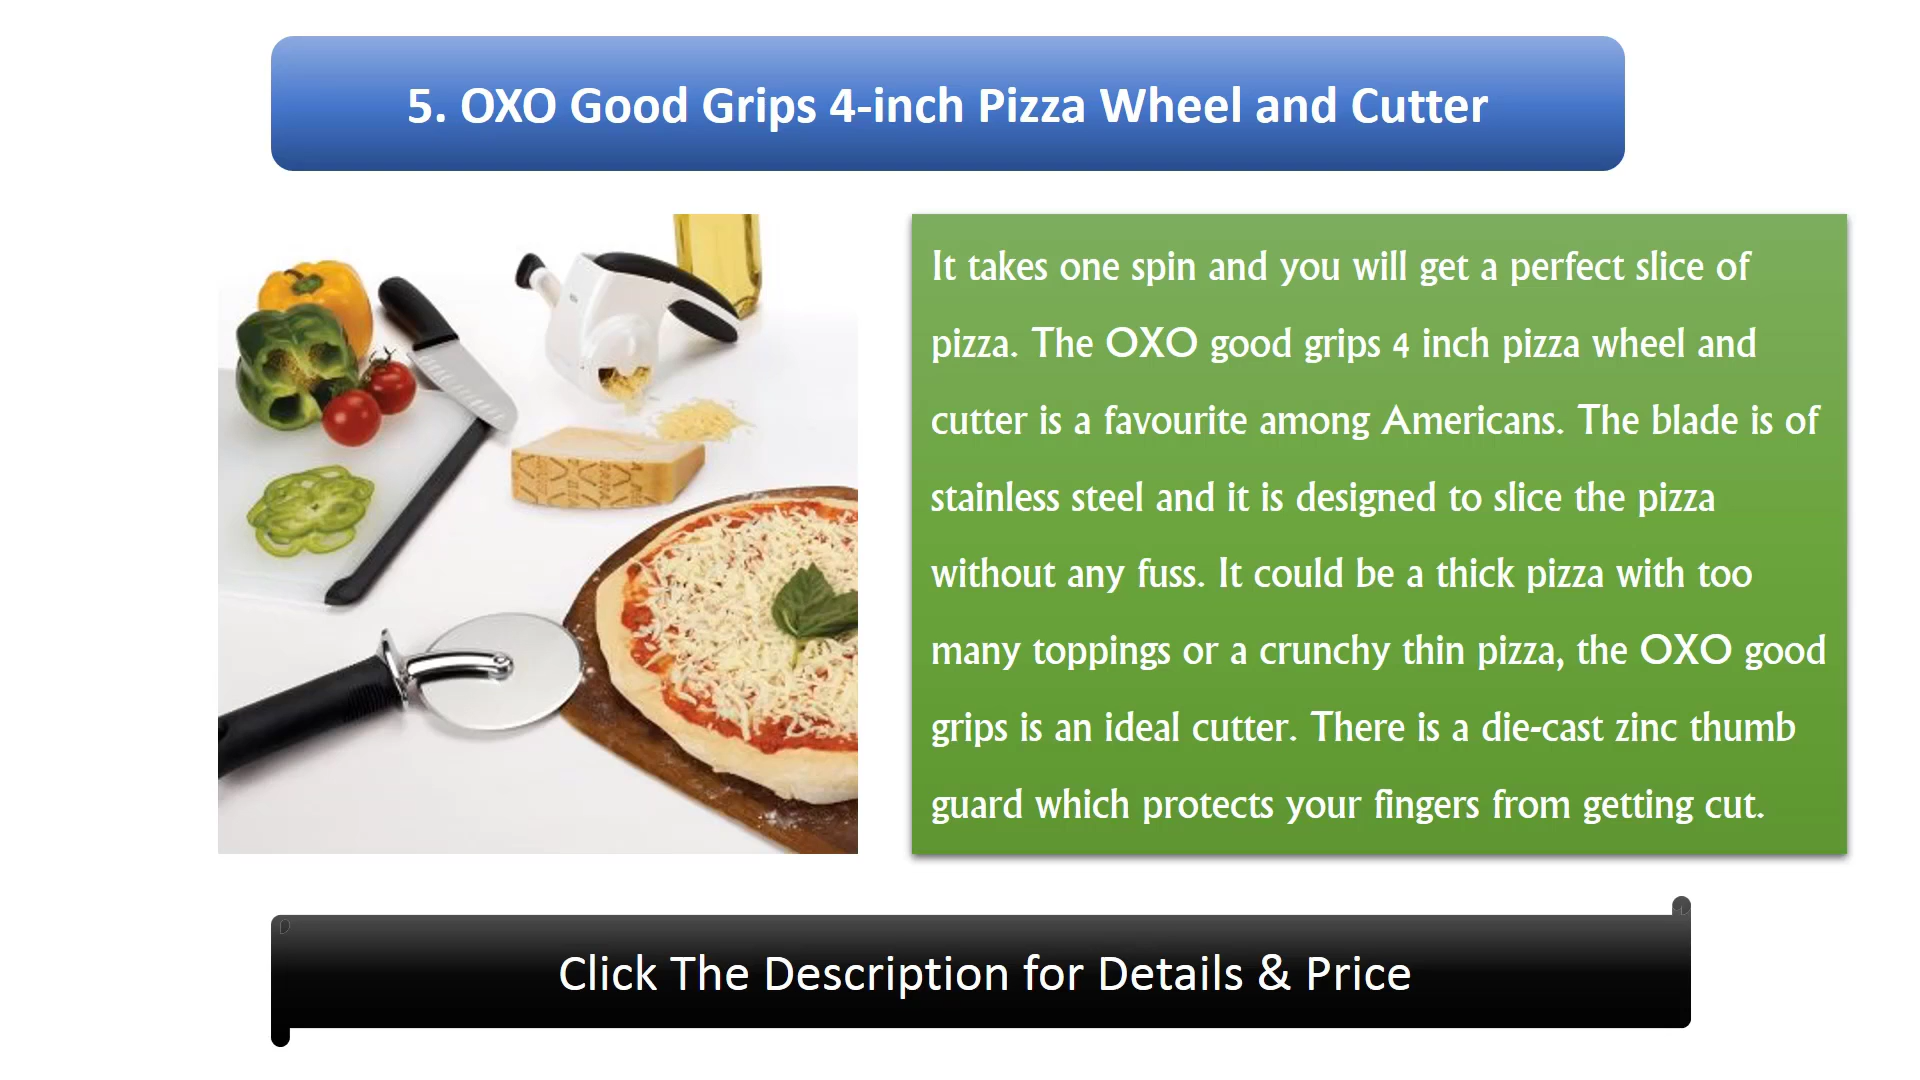 5. OXO Good Grips 4-inch Pizza Wheel and Cutter
It takes one spin and you will get a perfect slice of
pizza. The OXO good grips 4 inch pizza wheel and
cutter is a favourite among Americans. The blade is of
stainless steel and it is designed to slice the pizza
without any fuss. It could be a thick pizza with too
many toppings or a crunchy thin pizza, the OXO good
grips is an ideal cutter. There is a die-cast zinc thumb
guard which protects your fingers from getting cut.
Click The Description for Details & Price